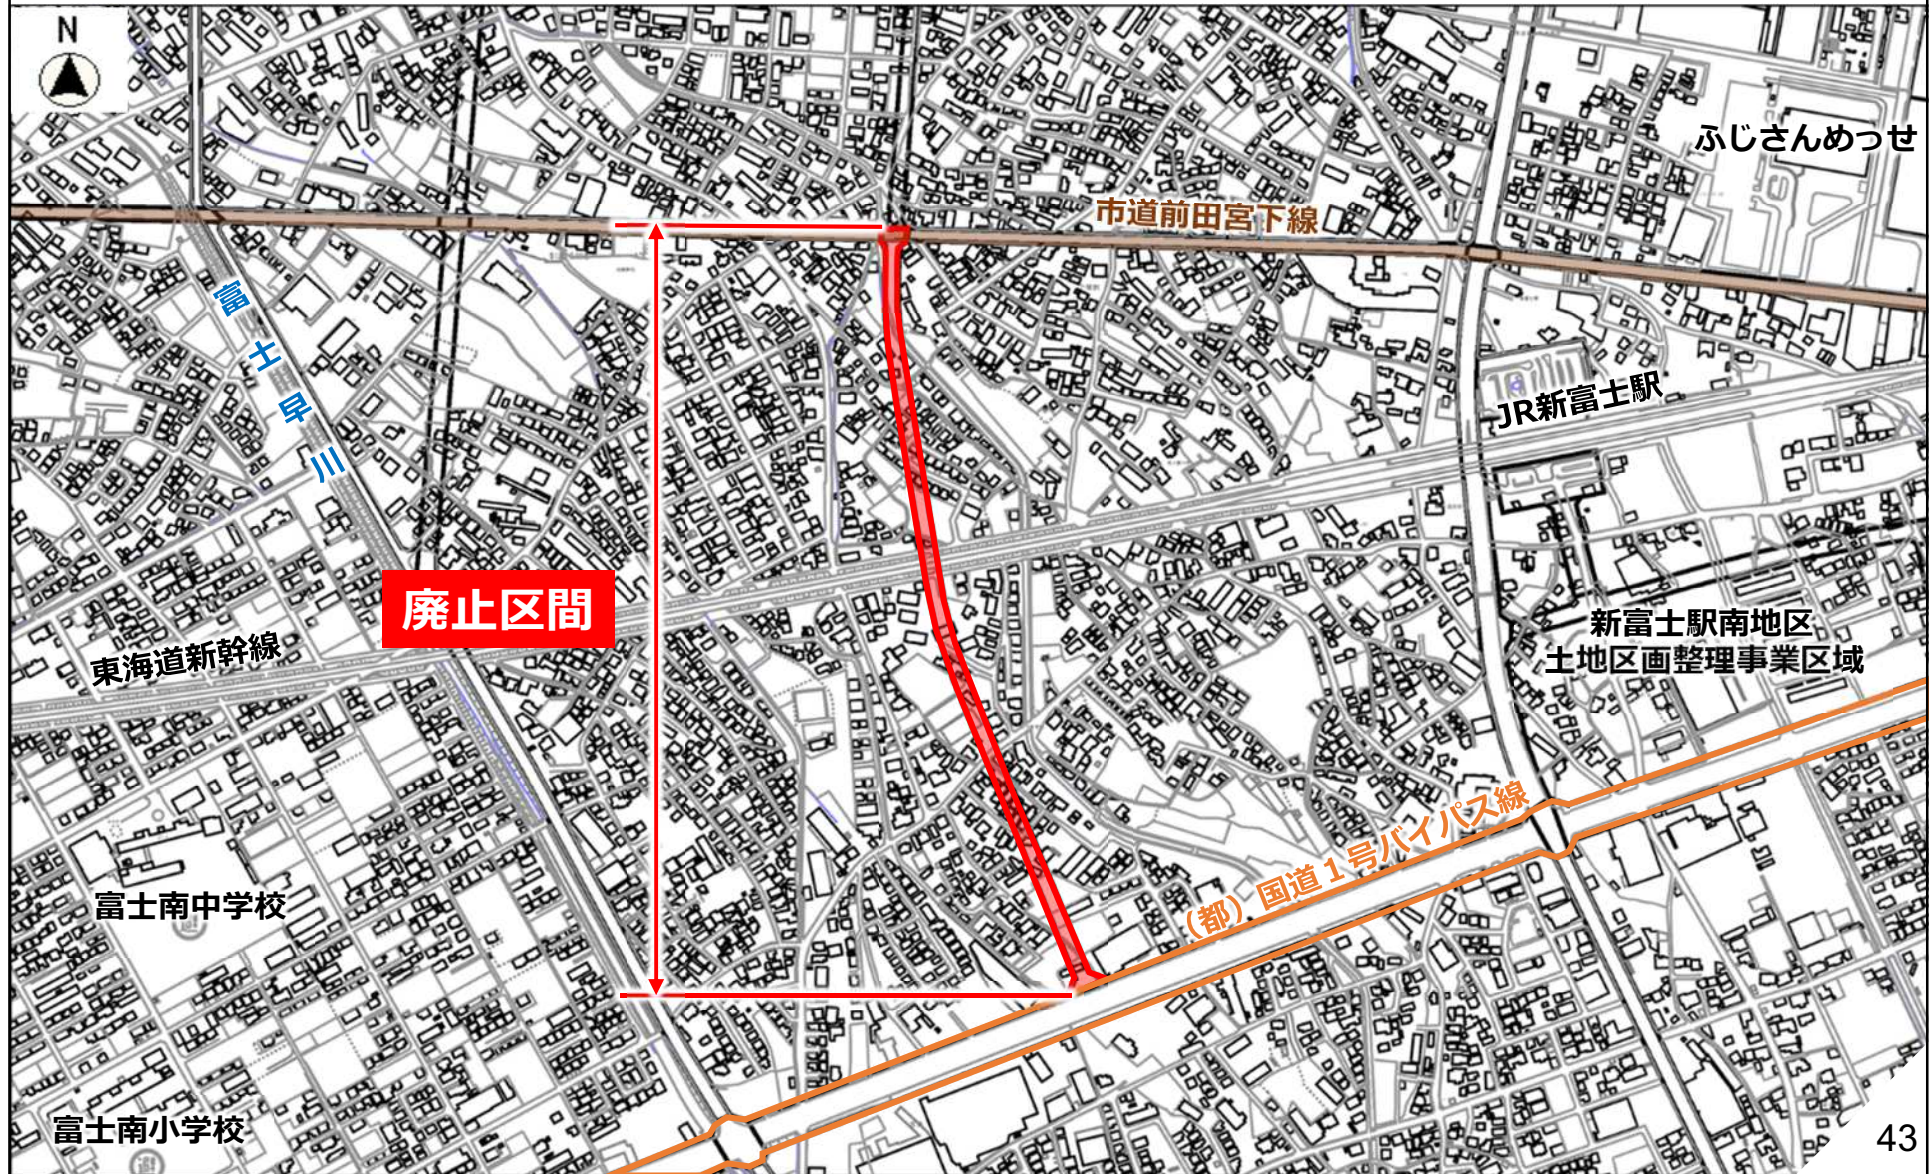 N
ふじさんめっせ
市道前田宮下線
富士早川
JR新富士駅
廃止区間
新富士駅南地区
土地区画整理事業区域
東海道新幹線
(都) 国道1号バイパス線
富士南中学校
富士南小学校
43